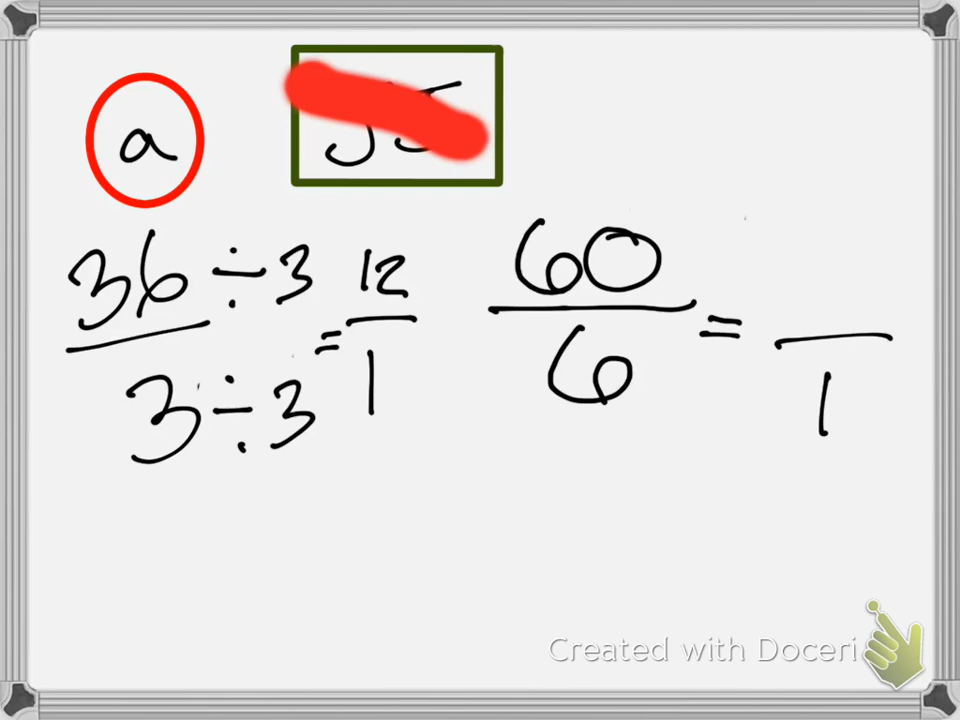 a
36 ÷ 3 = 12
3 ÷ 3 1
60 =
6 1
Created with Doceri